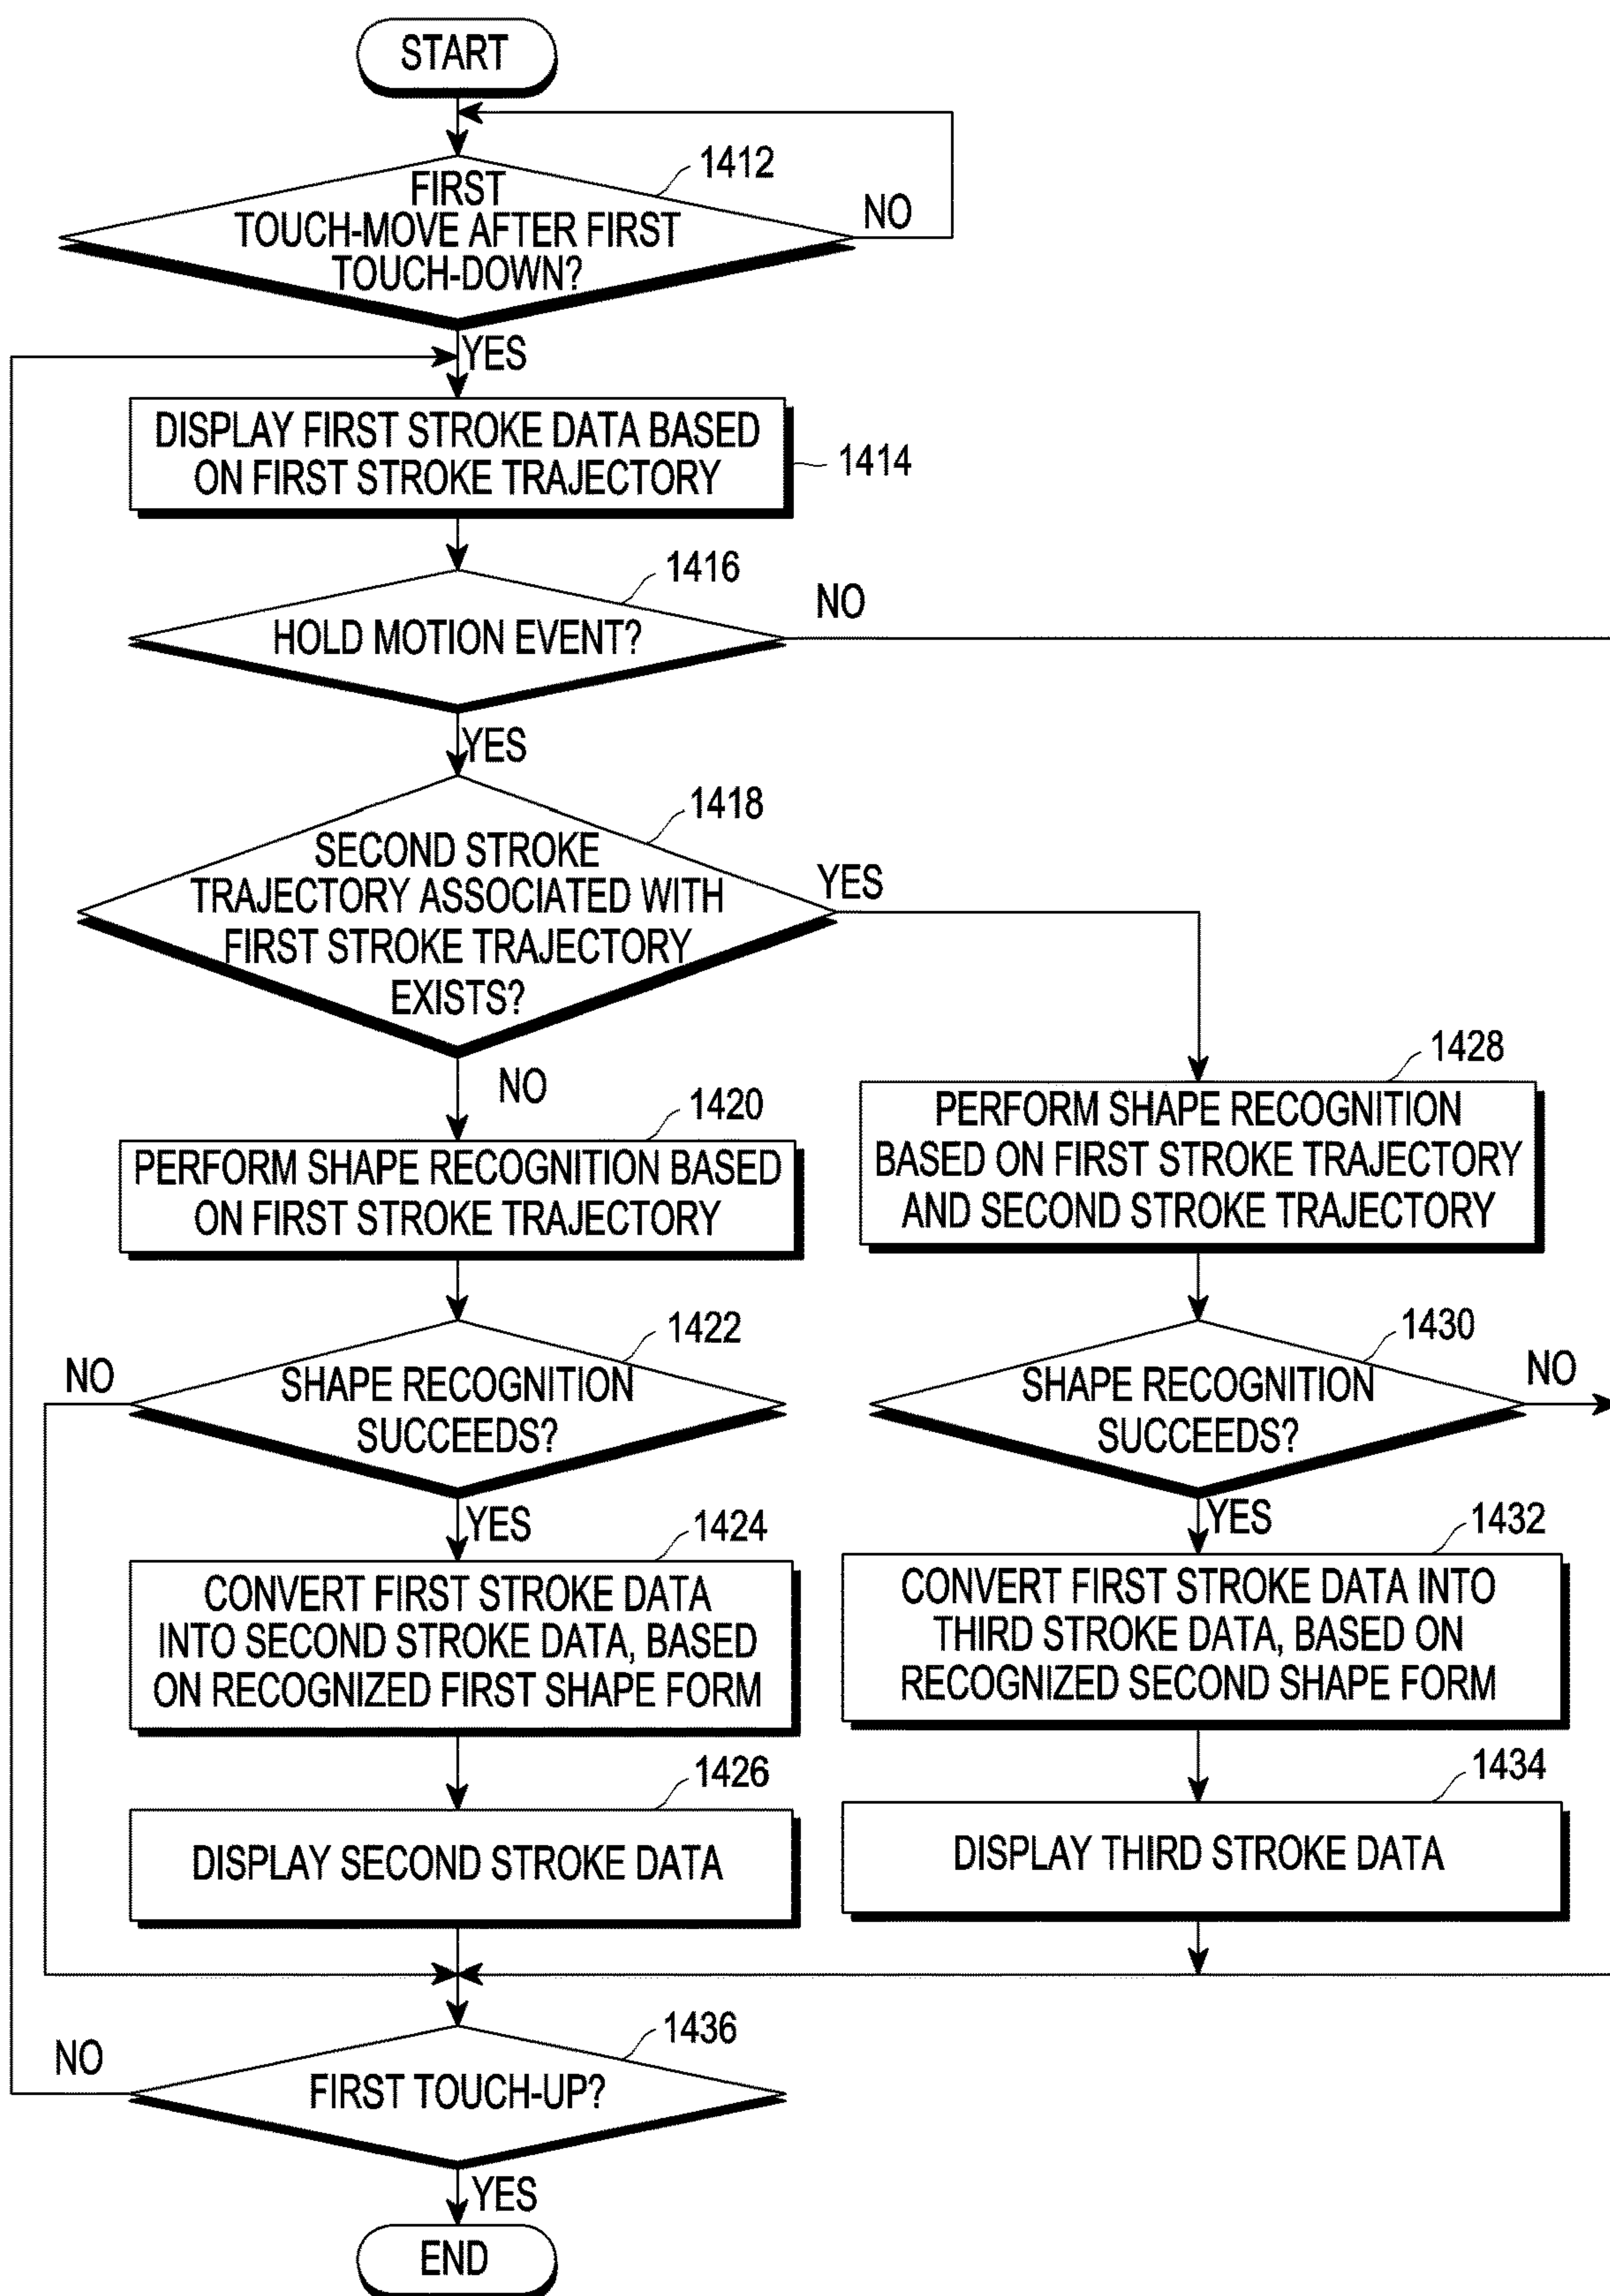 START
1412
FIRST
TOUCH-MOVE AFTER FIRST
TOUCH-DOWN?
NO
YES
DISPLAY FIRST STROKE DATA BASED
ON FIRST STROKE TRAJECTORY
1414
1416
HOLD MOTION EVENT?
NO
YES
1418
SECOND STROKE
TRAJECTORY ASSOCIATED WITH
FIRST STROKE TRAJECTORY
EXISTS?
YES
NO
1420
PERFORM SHAPE RECOGNITION BASED
ON FIRST STROKE TRAJECTORY
1428
PERFORM SHAPE RECOGNITION
BASED ON FIRST STROKE TRAJECTORY
AND SECOND STROKE TRAJECTORY
1422
SHAPE RECOGNITION
SUCCEEDS?
NO
YES
1430
SHAPE RECOGNITION
SUCCEEDS?
NO
YES
1424
CONVERT FIRST STROKE DATA
INTO SECOND STROKE DATA, BASED
ON RECOGNIZED FIRST SHAPE FORM
1432
CONVERT FIRST STROKE DATA INTO
THIRD STROKE DATA, BASED ON
RECOGNIZED SECOND SHAPE FORM
1426
DISPLAY SECOND STROKE DATA
1434
DISPLAY THIRD STROKE DATA
1436
FIRST TOUCH-UP?
NO
YES
END